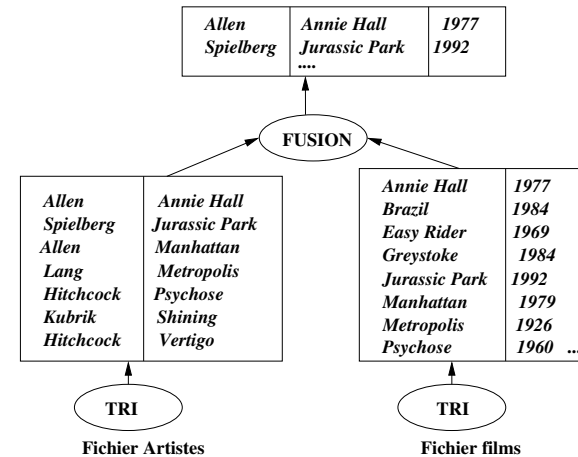 Allen Annie Hall 1977
Spielberg Jurassic Park 1992
....
FUSION
Allen Annie Hall
Spielberg Jurassic Park
Allen Manhattan
Lang Metropolis
Hitchcock Psychose
Kubrik Shining
Hitchcock Vertigo
Annie Hall 1977
Brazil 1984
Easy Rider 1969
Greystoke 1984
Jurassic Park 1992
Manhattan 1979
Metropolis 1926
Psychose 1960 ...
TRI
TRI
Fichier Artistes
Fichier films